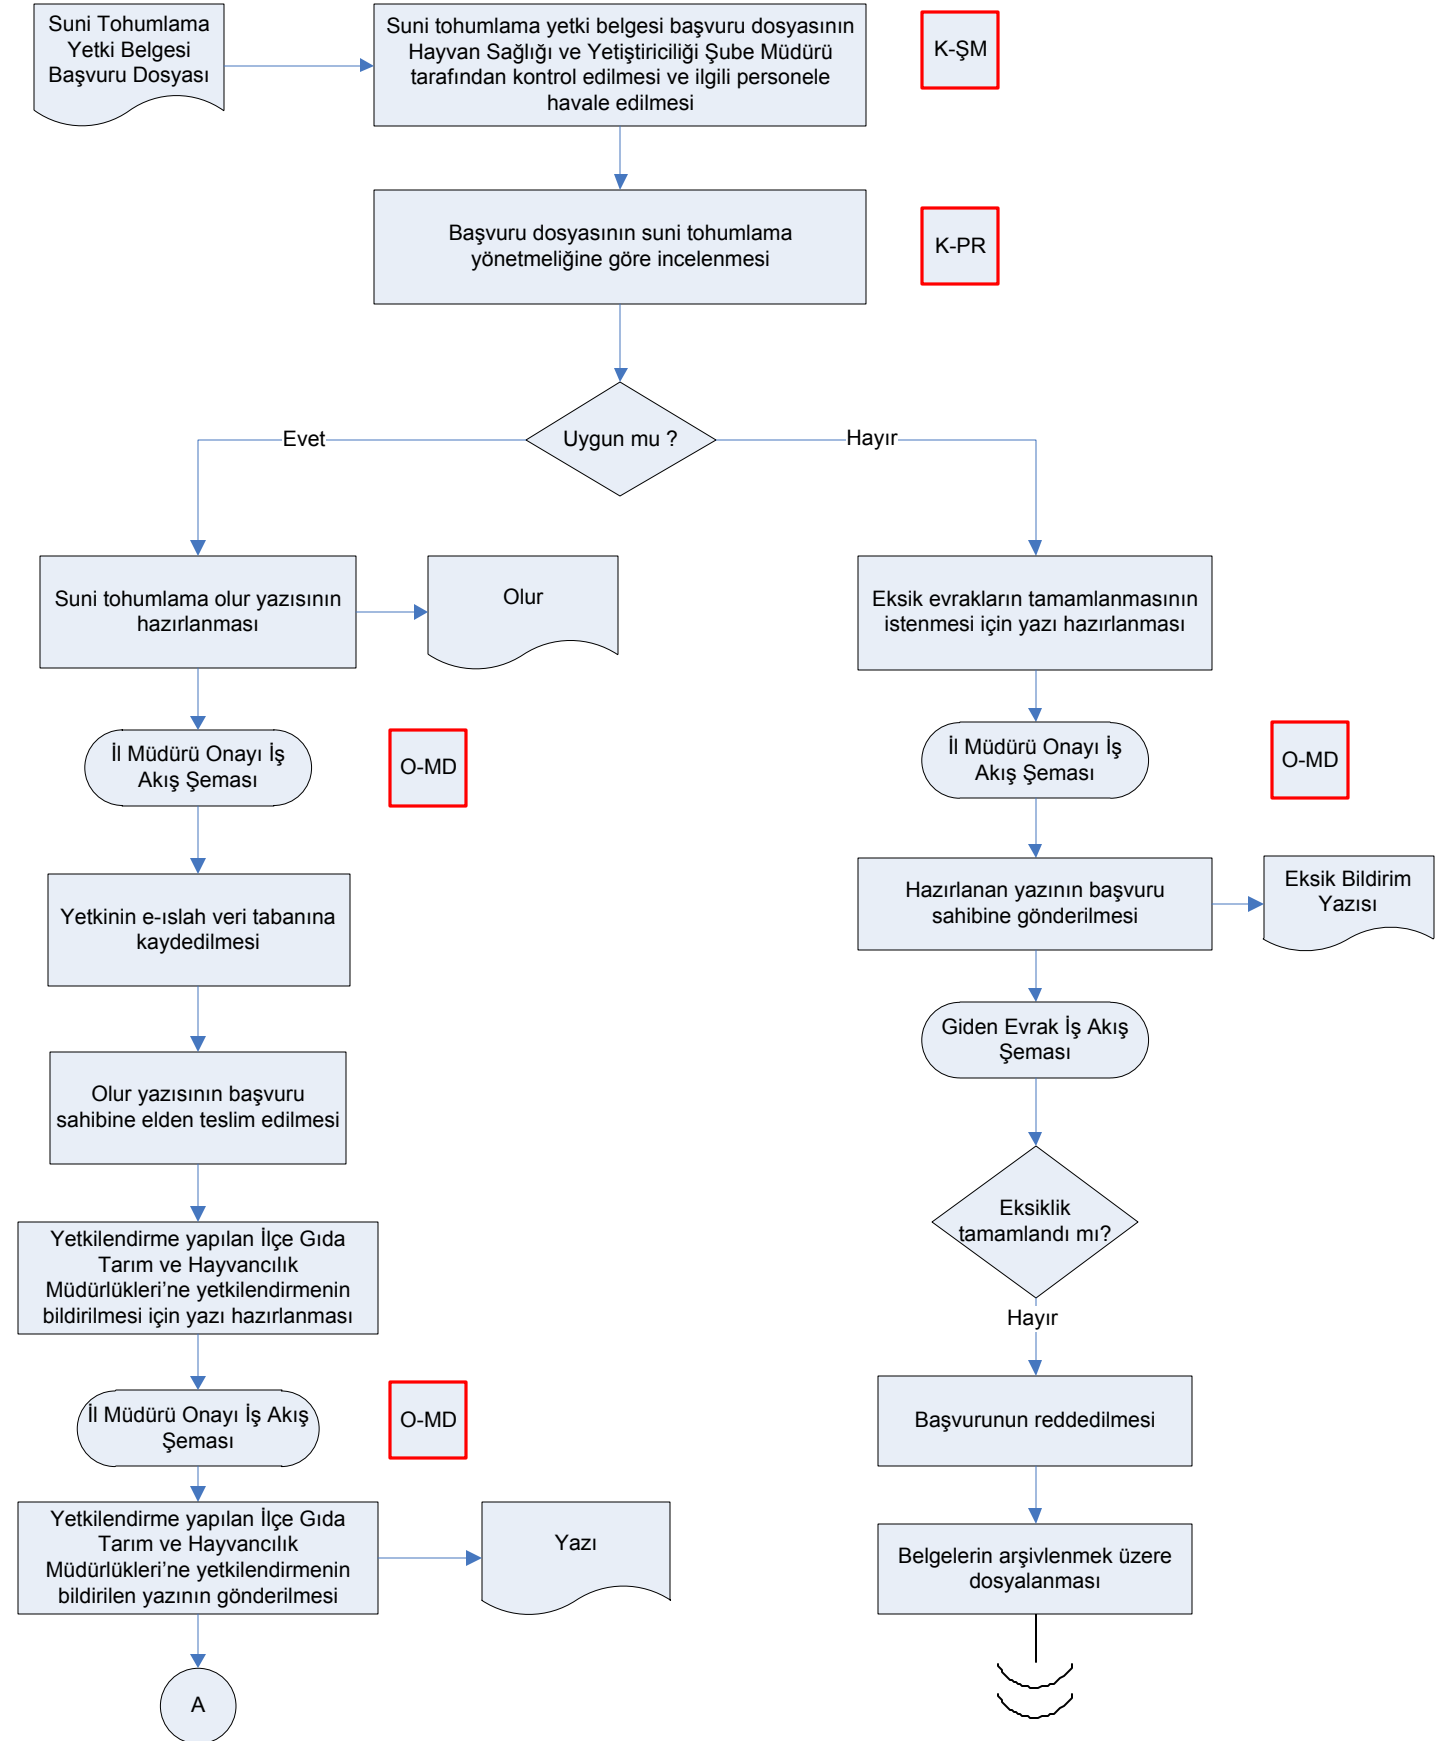 Suni Tohumlama
Yetki Belgesi
Başvuru Dosyası
Suni tohumlama yetki belgesi başvuru dosyasının
Hayvan Sağlığı ve Yetiştiriciliği Şube Müdürü
tarafından kontrol edilmesi ve ilgili personele
havale edilmesi
K-ŞM
Başvuru dosyasının suni tohumlama
yönetmeliğine göre incelenmesi
K-PR
Uygun mu ?
Evet
Hayır
Suni tohumlama olur yazısının
hazırlanması
Olur
Eksik evrakların tamamlanmasının
istenmesi için yazı hazırlanması
İl Müdürü Onayı İş
Akış Şeması
O-MD
İl Müdürü Onayı İş
Akış Şeması
O-MD
Yetkinin e-ıslah veri tabanına
kaydedilmesi
Hazırlanan yazının başvuru
sahibine gönderilmesi
Eksik Bildirim
Yazısı
Giden Evrak İş Akış
Şeması
Olur yazısının başvuru
sahibine elden teslim edilmesi
Eksiklik
tamamlandı mı?
Hayır
Yetkilendirme yapılan İlçe Gıda
Tarım ve Hayvancılık
Müdürlükleri’ne yetkilendirmenin
bildirilmesi için yazı hazırlanması
İl Müdürü Onayı İş Akış
Şeması
O-MD
Başvurunun reddedilmesi
Yetkilendirme yapılan İlçe Gıda
Tarım ve Hayvancılık
Müdürlükleri’ne yetkilendirmenin
bildirilen yazının gönderilmesi
Yazı
Belgelerin arşivlenmek üzere
dosyalanması
A